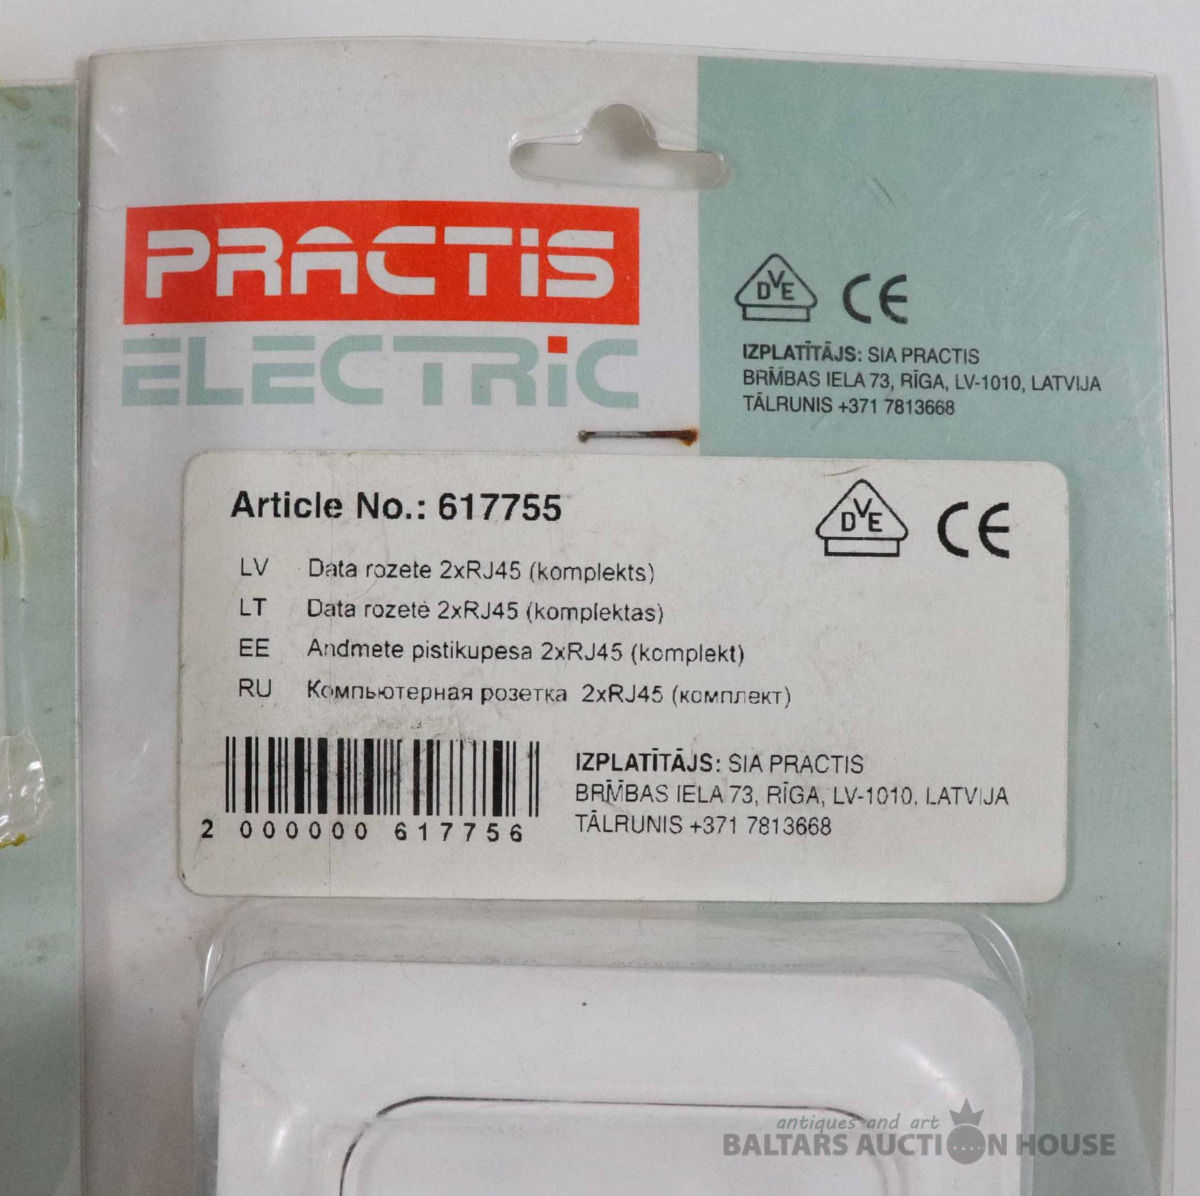 PRACTIS
ELECTRIC
VDE CE
IZPLATĪTĀJS: SIA PRACTIS
BRĪVĪBAS IELA 73, RĪGA, LV-1010, LATVIJA
TĀLRUNIS +371 7813668
Article No.: 617755
VDE CE
LV Data rozete 2xRJ45 (komplekts)
LT Data rozetė 2xRJ45 (komplektas)
EE Andmete pistikupesa 2xRJ45 (komplekt)
RU Компьютерная розетка 2xRJ45 (комплект)
2 000000 617756
IZPLATĪTĀJS: SIA PRACTIS
BRĪVĪBAS IELA 73, RĪGA, LV-1010, LATVIJA
TĀLRUNIS +371 7813668
antiques and art
BALTARS AUCTION HOUSE